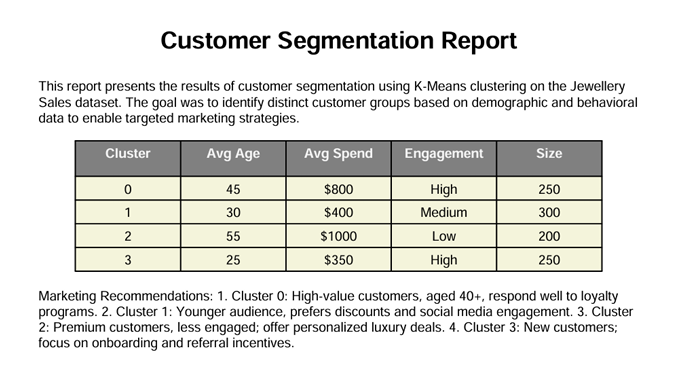 Customer Segmentation Report
This report presents the results of customer segmentation using K-Means clustering on the Jewellery
Sales dataset. The goal was to identify distinct customer groups based on demographic and behavioral
data to enable targeted marketing strategies.
Cluster Avg Age Avg Spend Engagement Size
0 45 $800 High 250
1 30 $400 Medium 300
2 55 $1000 Low 200
3 25 $350 High 250
Marketing Recommendations: 1. Cluster 0: High-value customers, aged 40+, respond well to loyalty
programs. 2. Cluster 1: Younger audience, prefers discounts and social media engagement. 3. Cluster
2: Premium customers, less engaged; offer personalized luxury deals. 4. Cluster 3: New customers;
focus on onboarding and referral incentives.